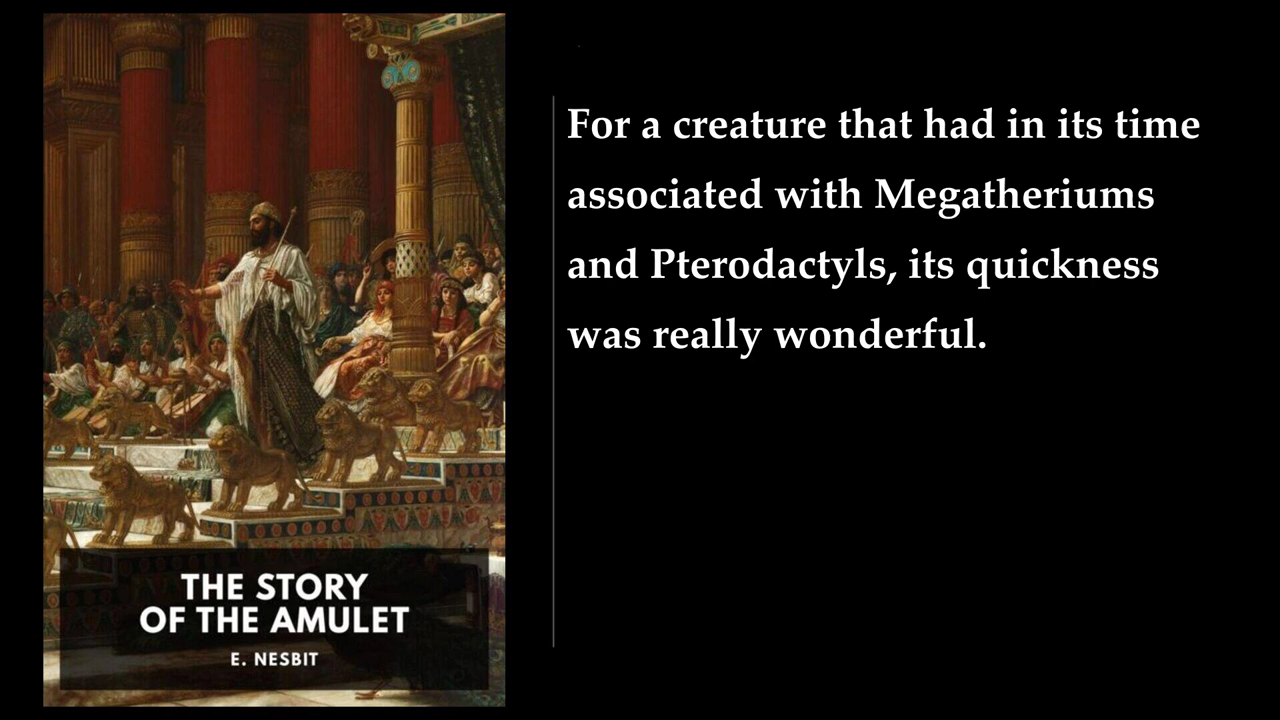 THE STORY
OF THE AMULET
E. NESBIT
For a creature that had in its time
associated with Megatheriums
and Pterodactyls, its quickness
was really wonderful.